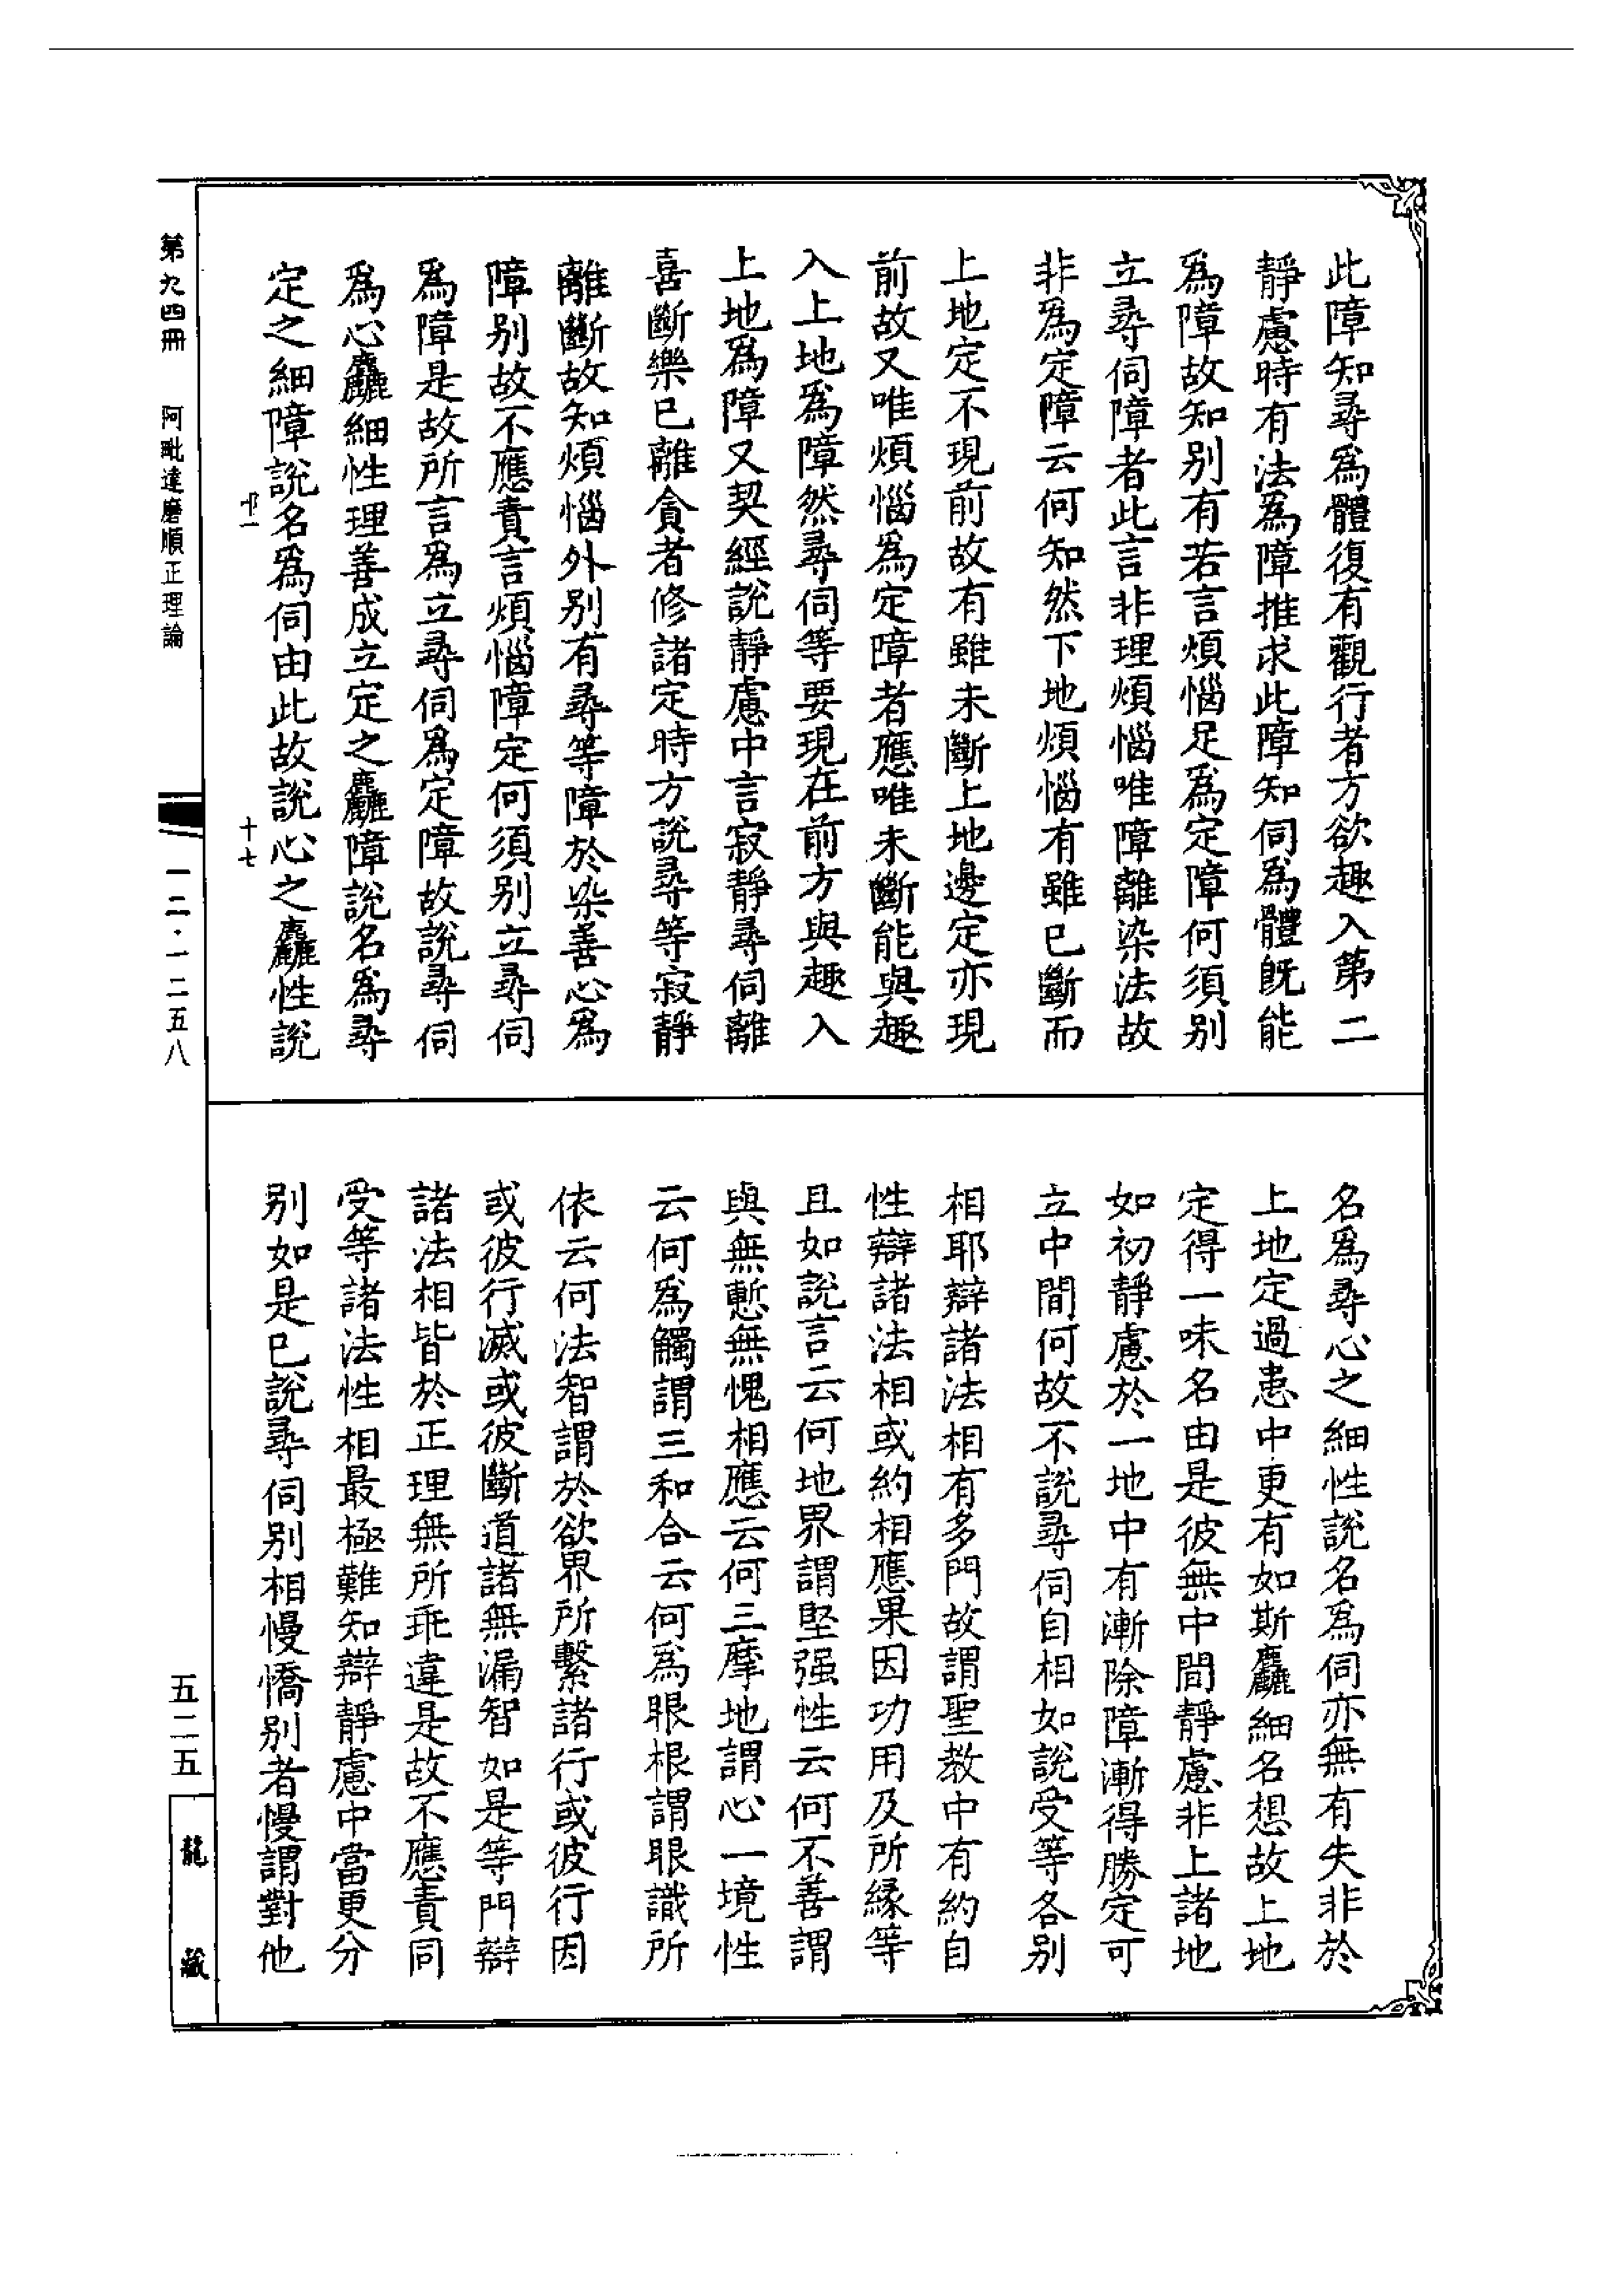 此障知尋爲體復有觀行者方欲趣入第二
靜慮時有法爲障推求此障知伺爲體既能
爲障故知别有若言煩惱足爲定障何須别
立尋伺障者此言非理煩惱唯障離染法故
非爲定障云何知然下地煩惱有雖已斷而
上地定不現前故有雖未斷上地邊定亦現
前故又唯煩惱爲定障者應唯未斷能與趣
入上地爲障然尋伺等要現在前方與趣入
上地爲障又契經說靜慮中言寂靜尋伺離
喜斷樂已離貪者修諸定時方說尋等寂靜
離斷故知煩惱外别有尋等障於染善心爲
障别故不應責言煩惱障定何須别立尋伺
爲障是故所言爲立尋伺爲定障故說尋伺
爲心麤細性理善成立定之麤障說名爲尋
定之細障說名爲伺由此故說心之麤性說
名爲尋心之細性說名爲伺亦無有失非於
上地定過患中更有如斯麤細名想故上地
定得一味名由是彼無中間靜慮非上諸地
如初靜慮於一地中有漸除障漸得勝定可
立中間何故不說尋伺自相如說受等各别
相耶辯諸法相有多門故謂聖教中有約自
性辯諸法相或約相應果因功用及所緣等
且如說言云何地界謂堅强性云何不善謂
與無慙無愧相應云何三摩地謂心一境性
云何爲觸謂三和合云何爲眼根謂眼識所
依云何法智謂於欲界所繫諸行或彼行因
或彼行滅或彼斷道諸無漏智如是等門辯
諸法相皆於正理無所乖違是故不應責同
受等諸法性相最極難知辯靜慮中當更分
别如是已說尋伺别相慢憍别者慢謂對他
十七
第九四冊 阿毗達磨順正理論
一二·一二五八
五二五
龍藏